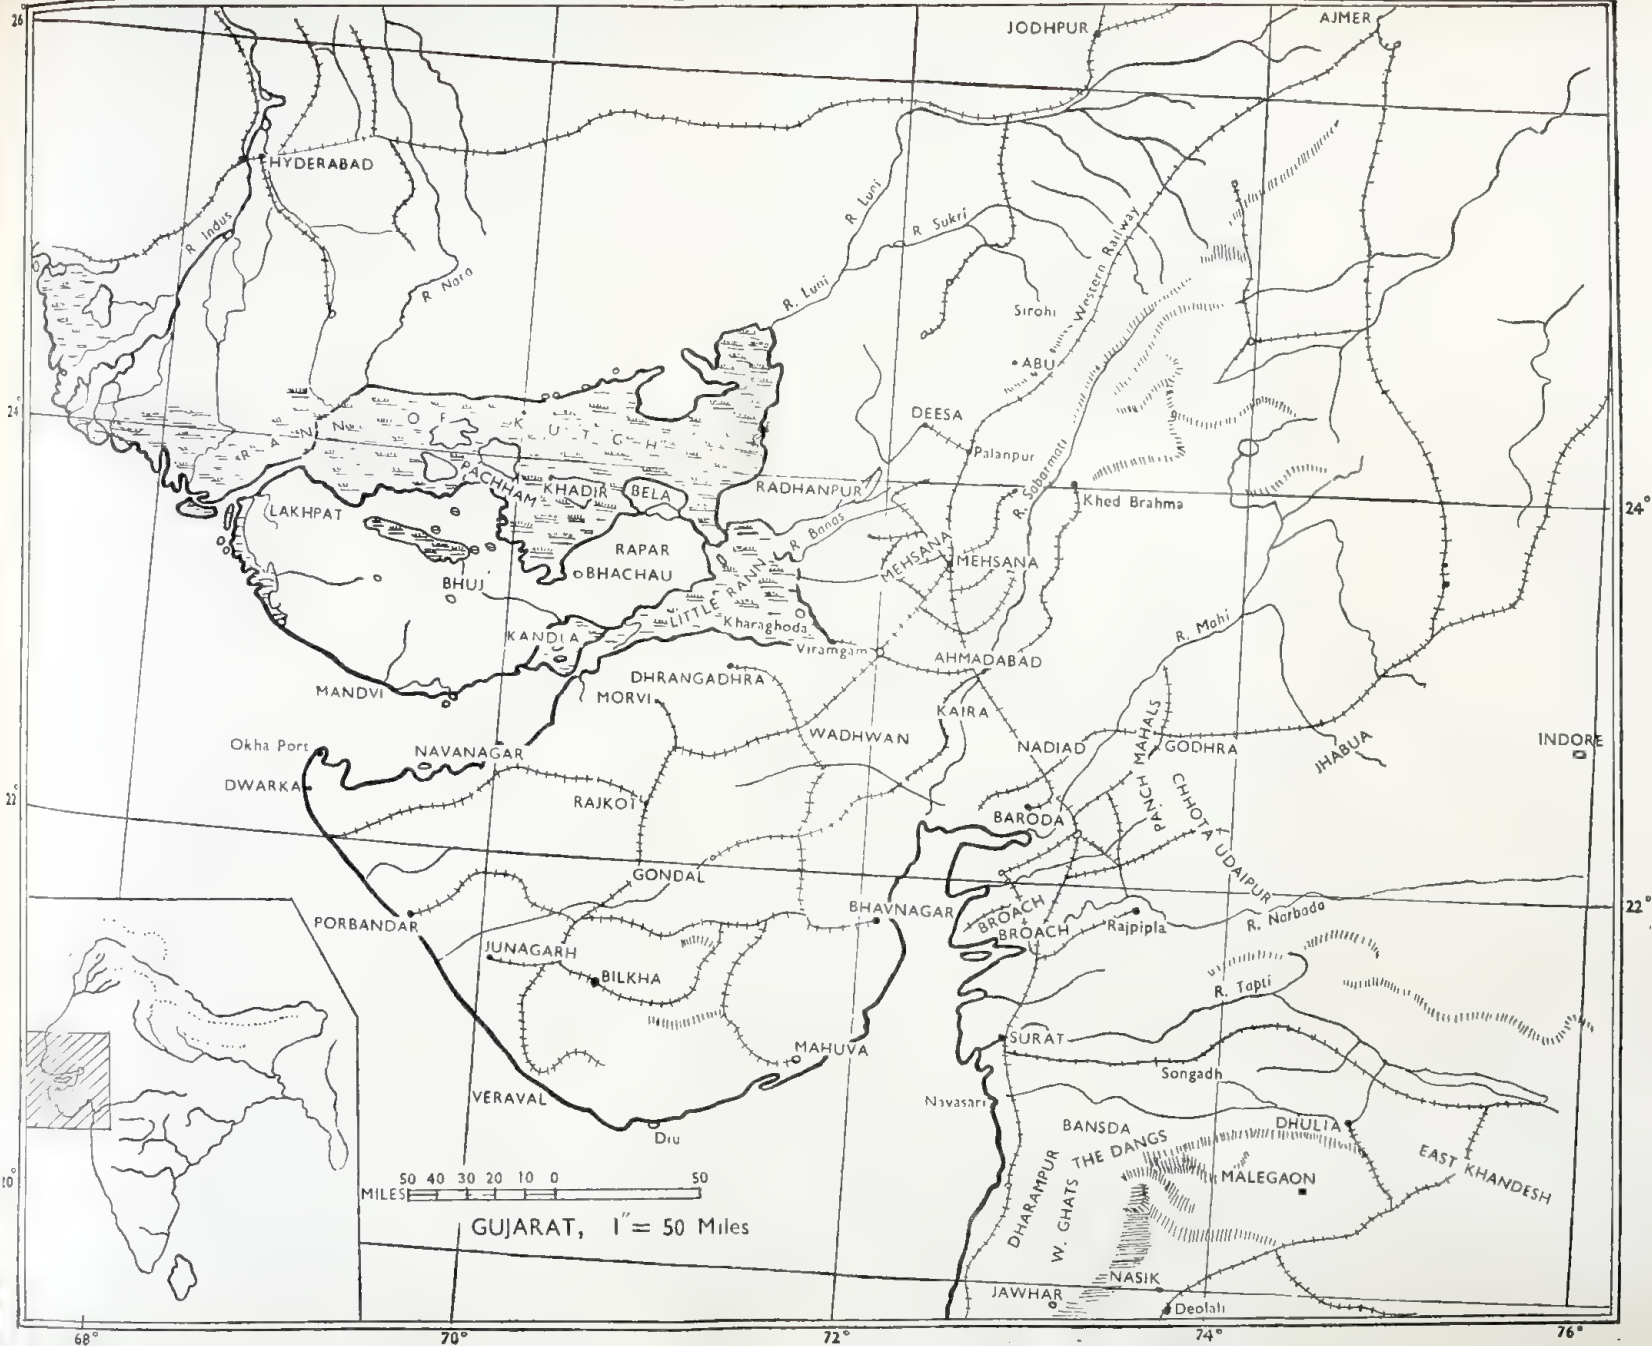 26
JODHPUR
AJMER
HYDERABAD
R. Luni
R Sukri
R Indus
R Nara
R. Luni
Western Railway
Sirohi
ABU
24°
RANN OF KUTCH
DEESA
Palanpur
R. Sabarmati
PACHHAM
KHADIR
BELA
RADHANPUR
Khed Brahma
24°
LAKHPAT
R Banas
RAPAR
BHUJ
BHACHAU
MEHSANA
MEHSANA
LITTLE RANN
Kharaghoda
KANDLA
R. Mahi
Viramgam
AHMADABAD
DHRANGADHRA
MANDVI
MORVI
KAIRA
Okha Port
NAVANAGAR
WADHWAN
NADIAD
PANCH MAHALS
GODHRA
JHABUA
INDORE
DWARKA
22°
RAJKOT
BARODA
CHHOTA UDAIPUR
GONDAL
PORBANDAR
BHAVNAGAR
BROACH
BROACH
Rajpipla
R. Narbada
22°
JUNAGARH
BILKHA
R. Tapti
MAHUVA
SURAT
Songadh
VERAVAL
Navasari
Diu
BANSDA
DHULIA
THE DANGS
EAST KHANDESH
DHARAMPUR
W. GHATS
MALEGAON
50 40 30 20 10 0 50
MILES
GUJARAT, 1"= 50 Miles
NASIK
JAWHAR
Deolali
68°
70°
72°
74°
76°